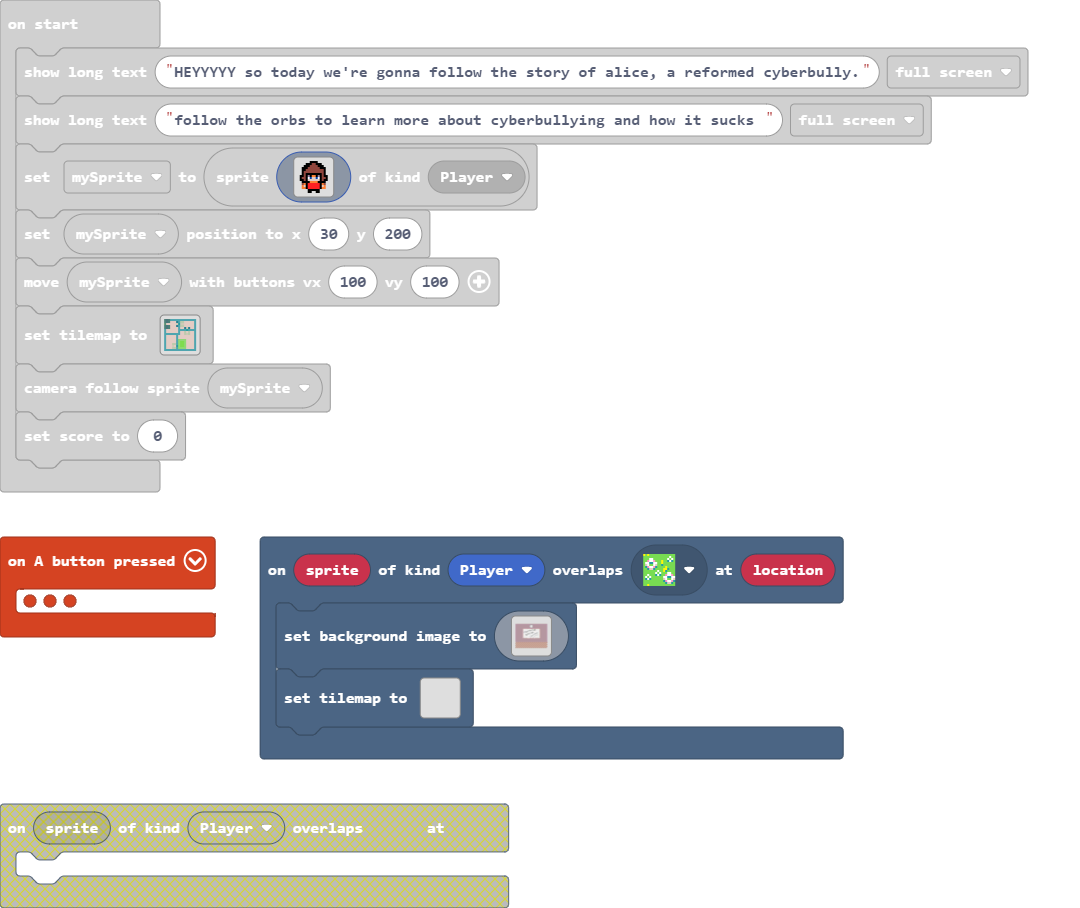 on start
show long text "HEYYYYY so today we're gonna follow the story of alice, a reformed cyberbully." full screen
show long text "follow the orbs to learn more about cyberbullying and how it sucks " full screen
set mySprite to sprite of kind Player
set mySprite position to x 30 y 200
move mySprite with buttons vx 100 vy 100
set tilemap to
camera follow sprite mySprite
set score to 0
on A button pressed
on sprite of kind Player overlaps at location
set background image to
set tilemap to
on sprite of kind Player overlaps at